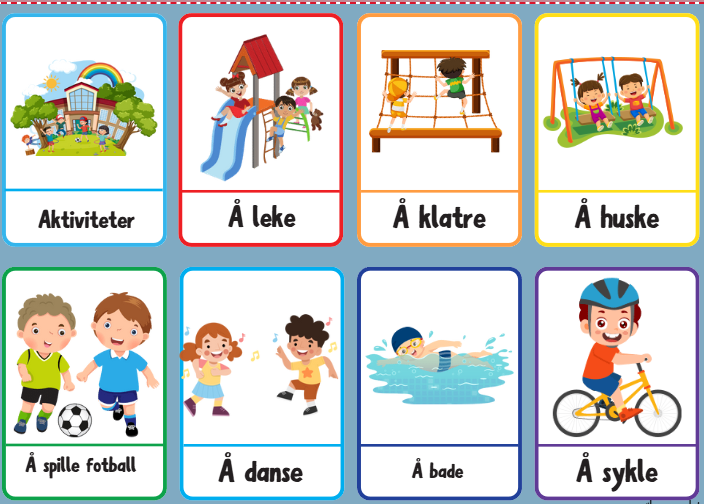 Aktiviteter
Å leke
Å klatre
Å huske
Å spille fotball
Å danse
Å bade
Å sykle